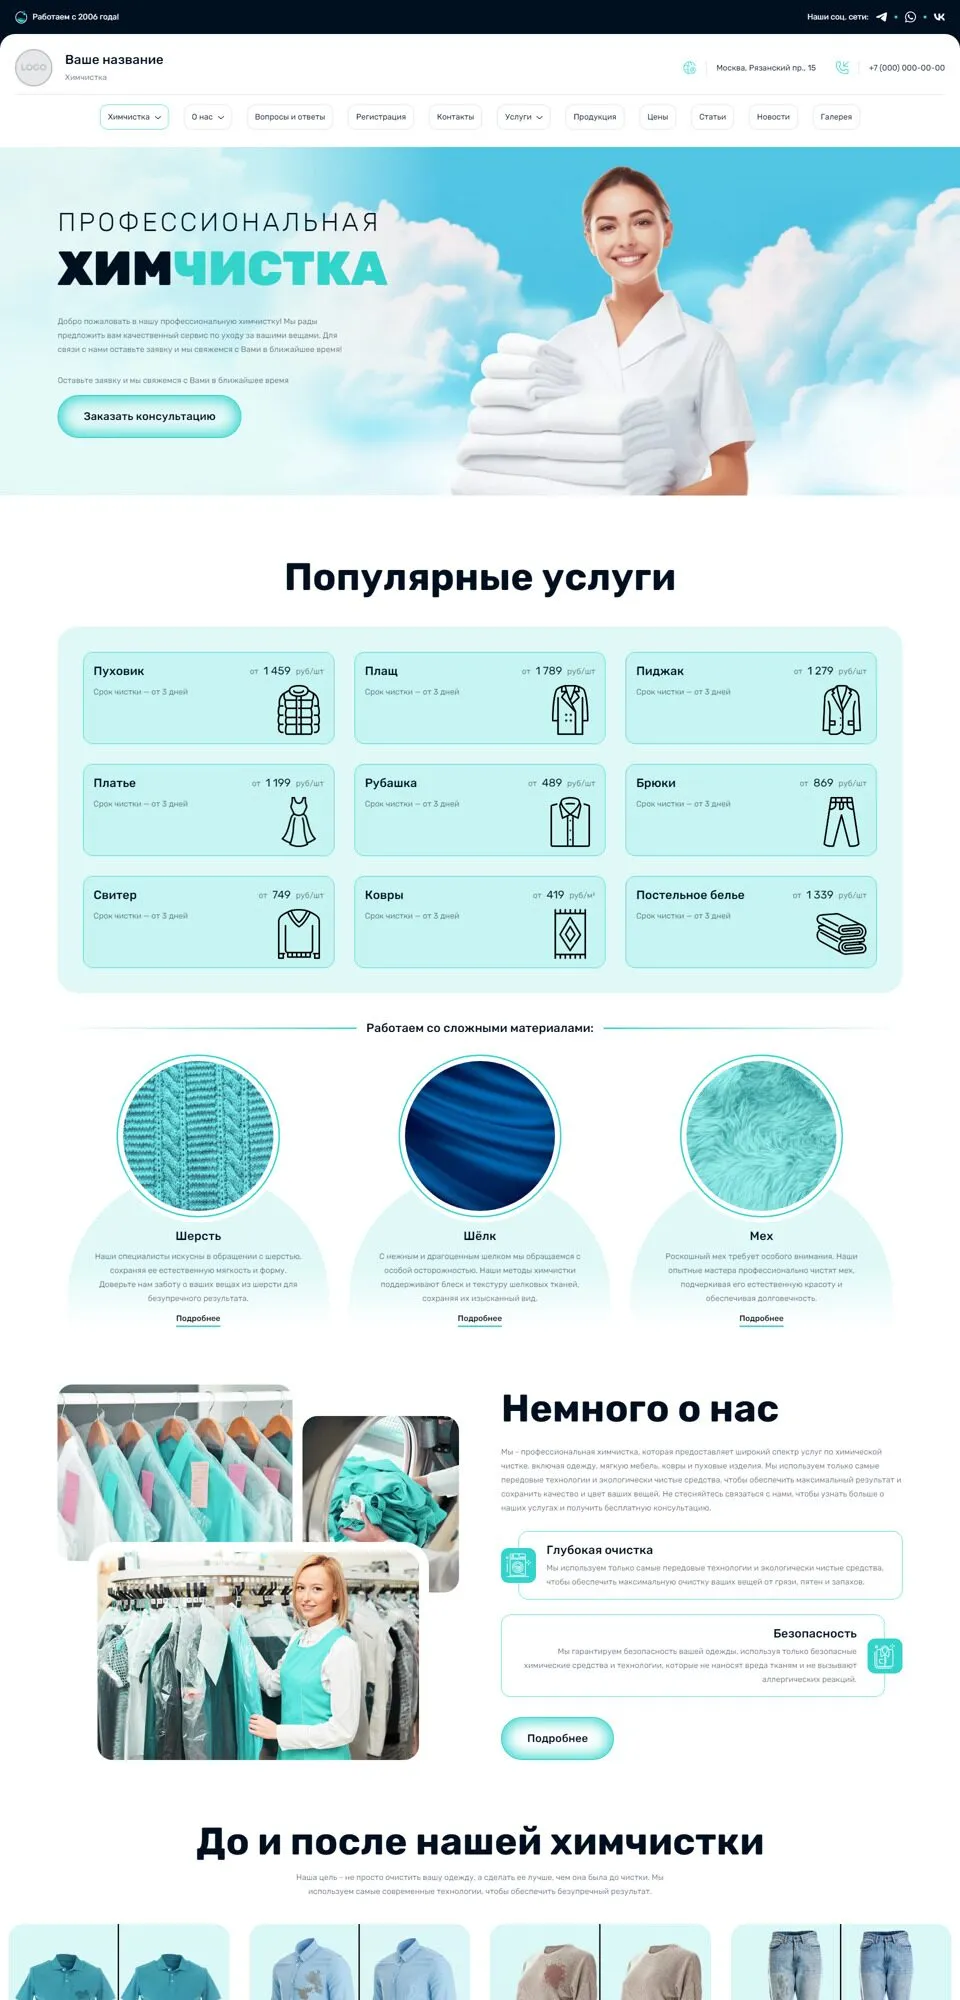 Работаем с 2006 года!
Наши соц. сети:
LOGO
Ваше название
Химчистка
Москва, Рязанский пр., 15
+7 (000) 000-00-00
Химчистка
О нас
Вопросы и ответы
Регистрация
Контакты
Услуги
Продукция
Цены
Статьи
Новости
Галерея
ПРОФЕССИОНАЛЬНАЯ
ХИМЧИСТКА
Добро пожаловать в нашу профессиональную химчистку! Мы рады
предложить вам качественный сервис по уходу за вашими вещами. Для
связи с нами оставьте заявку и мы свяжемся с Вами в ближайшее время!
Оставьте заявку и мы свяжемся с Вами в ближайшее время
Заказать консультацию
Популярные услуги
Пуховик от 1 459 руб/шт
Срок чистки — от 3 дней
Плащ от 1 789 руб/шт
Срок чистки — от 3 дней
Пиджак от 1 279 руб/шт
Срок чистки — от 3 дней
Платье от 1 199 руб/шт
Срок чистки — от 3 дней
Рубашка от 489 руб/шт
Срок чистки — от 3 дней
Брюки от 869 руб/шт
Срок чистки — от 3 дней
Свитер от 749 руб/шт
Срок чистки — от 3 дней
Ковры от 419 руб/м²
Срок чистки — от 3 дней
Постельное белье от 1 339 руб/шт
Срок чистки — от 3 дней
Работаем со сложными материалами:
Шерсть
Наши специалисты искусны в обращении с шерстью,
сохраняя ее естественную мягкость и форму.
Доверьте нам заботу о ваших вещах из шерсти для
безупречного результата.
Подробнее
Шёлк
С нежным и драгоценным шелком мы обращаемся с
особой осторожностью. Наши методы химчистки
поддерживают блеск и текстуру шелковых тканей,
сохраняя их изысканный вид.
Подробнее
Мех
Роскошный мех требует особого внимания. Наши
опытные мастера профессионально чистят мех,
подчеркивая его естественную красоту и
обеспечивая долговечность.
Подробнее
Немного о нас
Мы - профессиональная химчистка, которая предоставляет широкий спектр услуг по химической
чистке, включая одежду, мягкую мебель, ковры и пуховые изделия. Мы используем только самые
передовые технологии и экологически чистые средства, чтобы обеспечить максимальный результат и
сохранить качество и цвет ваших вещей. Не стесняйтесь связаться с нами, чтобы узнать больше о
наших услугах и получить бесплатную консультацию.
Глубокая очистка
Мы используем только самые передовые технологии и экологически чистые средства,
чтобы обеспечить максимальную очистку ваших вещей от грязи, пятен и запахов.
Безопасность
Мы гарантируем безопасность вашей одежды, используя только безопасные
химические средства и технологии, которые не наносят вреда тканям и не вызывают
аллергических реакций.
Подробнее
До и после нашей химчистки
Наша цель - не просто очистить вашу одежду, а сделать ее лучше, чем она была до чистки. Мы
используем самые современные технологии, чтобы обеспечить безупречный результат.